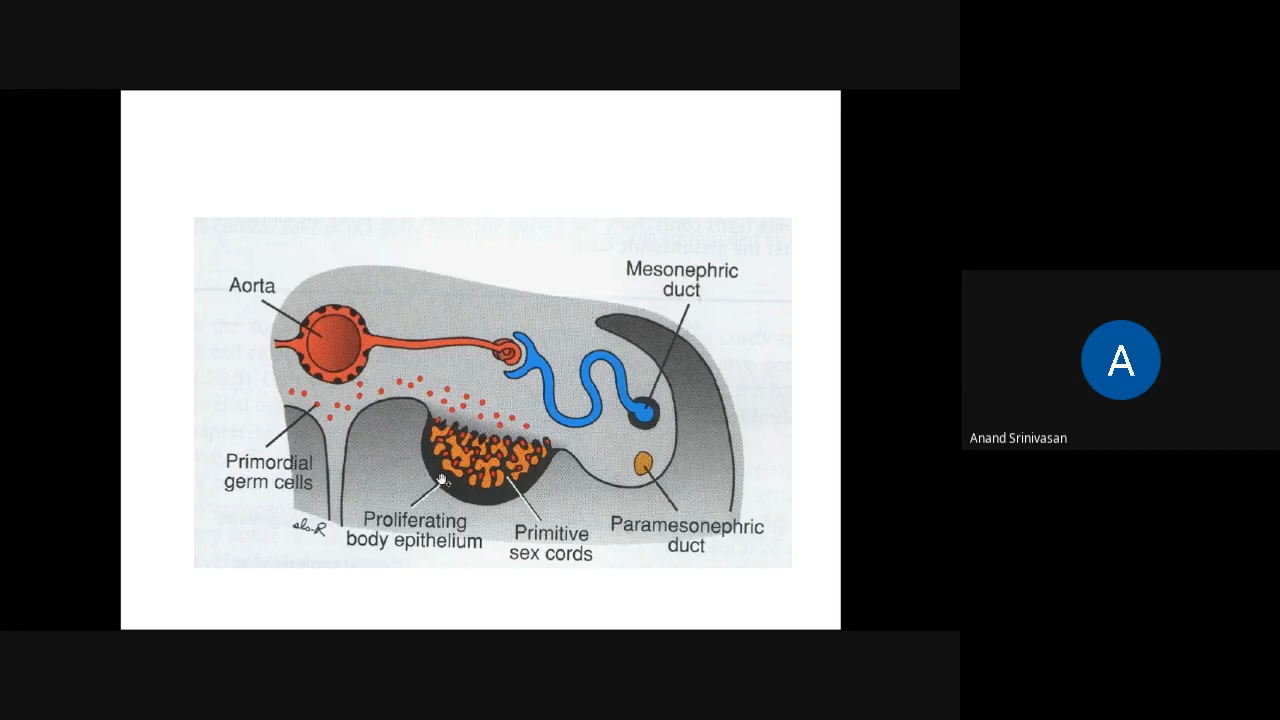 Mesonephric
duct
Aorta
Primordial
germ cells
Proliferating
body epithelium
Primitive
sex cords
Paramesonephric
duct
A
Anand Srinivasan